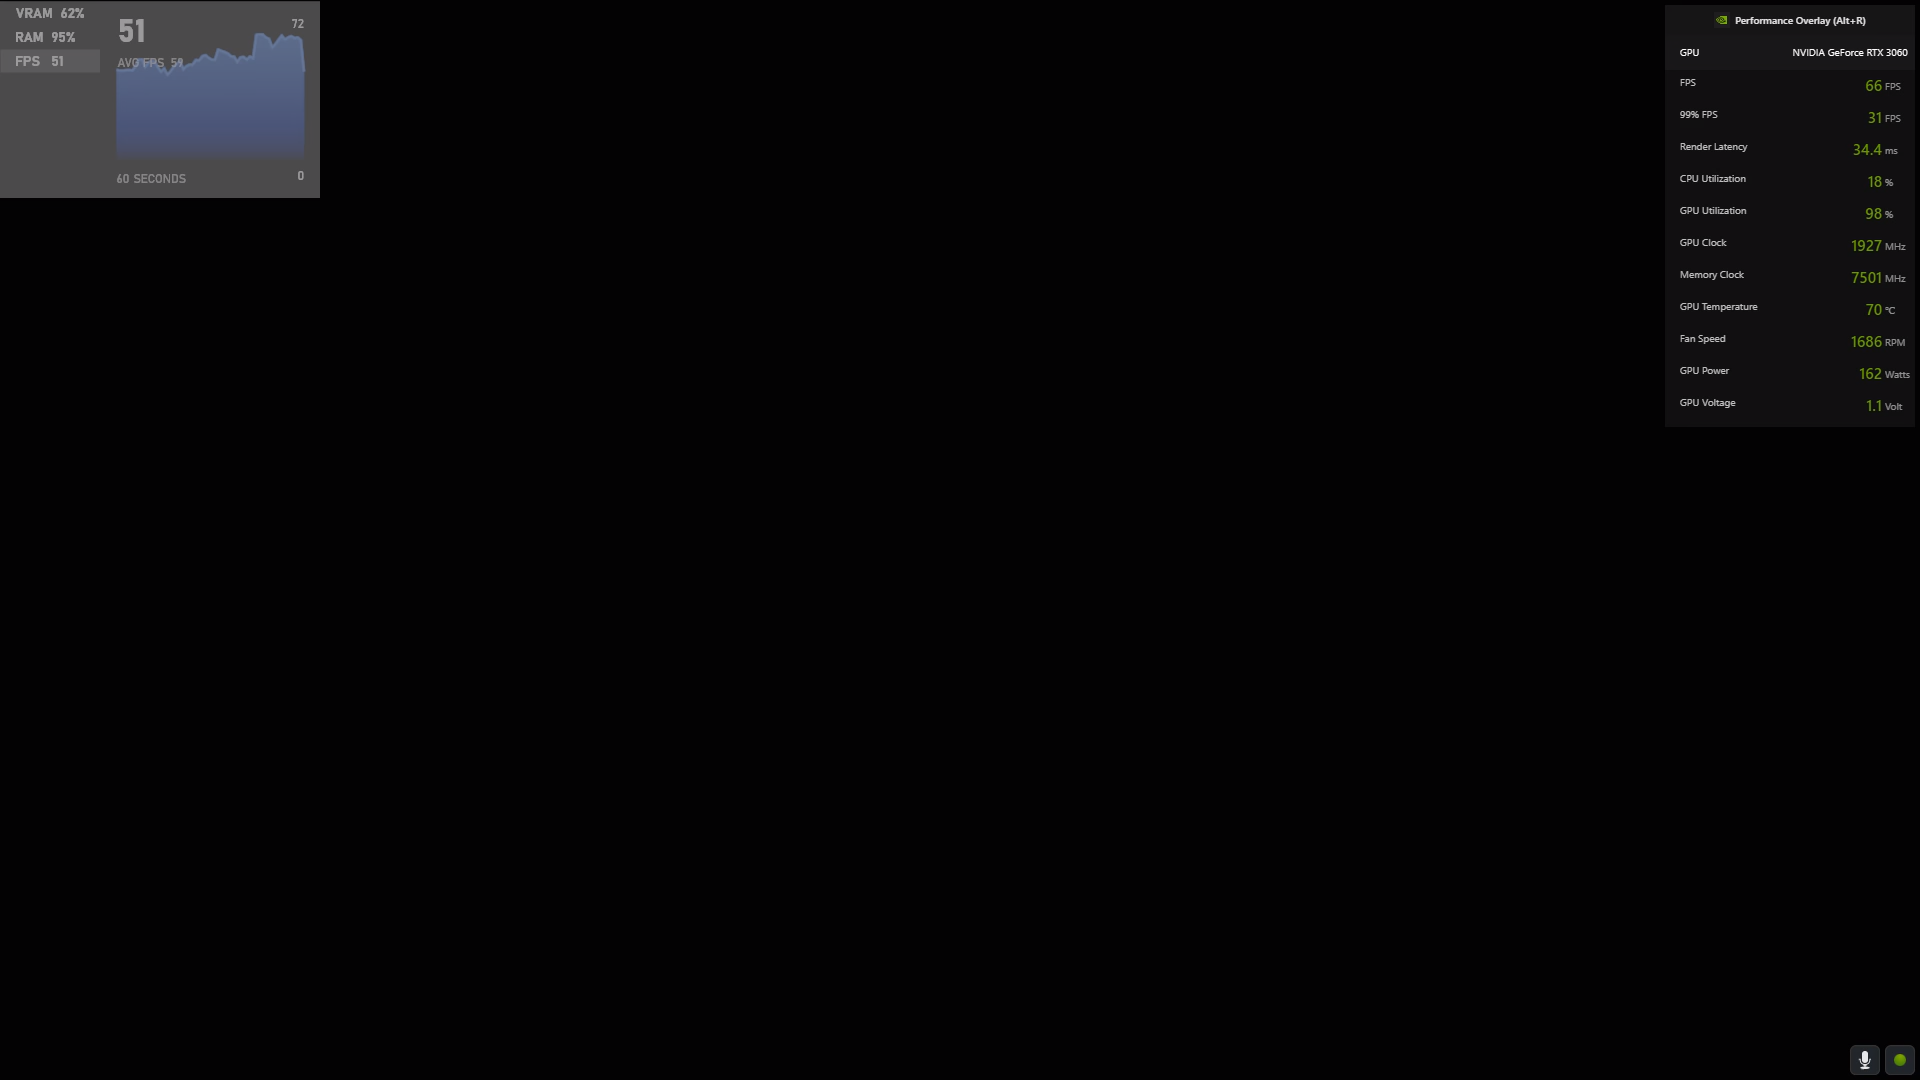 VRAM 62%
RAM 95%
FPS 51
51
72
AVG FPS 59
60 SECONDS
0
Performance Overlay (Alt+R)
GPU NVIDIA GeForce RTX 3060
FPS 66 FPS
99% FPS 31 FPS
Render Latency 34.4 ms
CPU Utilization 18 %
GPU Utilization 98 %
GPU Clock 1927 MHz
Memory Clock 7501 MHz
GPU Temperature 70 °C
Fan Speed 1686 RPM
GPU Power 162 Watts
GPU Voltage 1.1 Volt